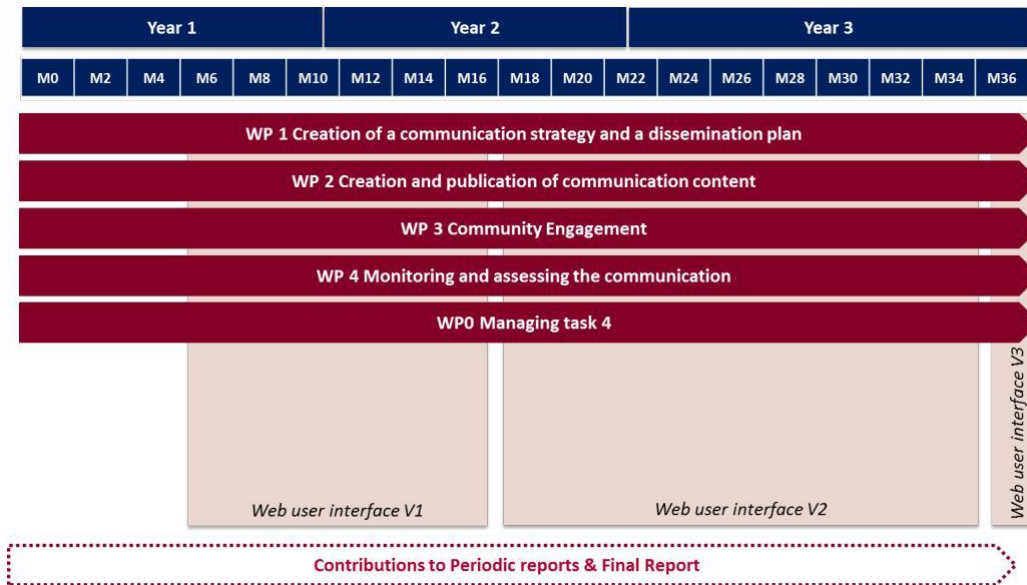 Year 1 Year 2 Year 3
M0 M2 M4 M6 M8 M10 M12 M14 M16 M18 M20 M22 M24 M26 M28 M30 M32 M34 M36
WP 1 Creation of a communication strategy and a dissemination plan
WP 2 Creation and publication of communication content
WP 3 Community Engagement
WP 4 Monitoring and assessing the communication
WP0 Managing task 4
Web user interface V1
Web user interface V2
Web user interface V3
Contributions to Periodic reports & Final Report